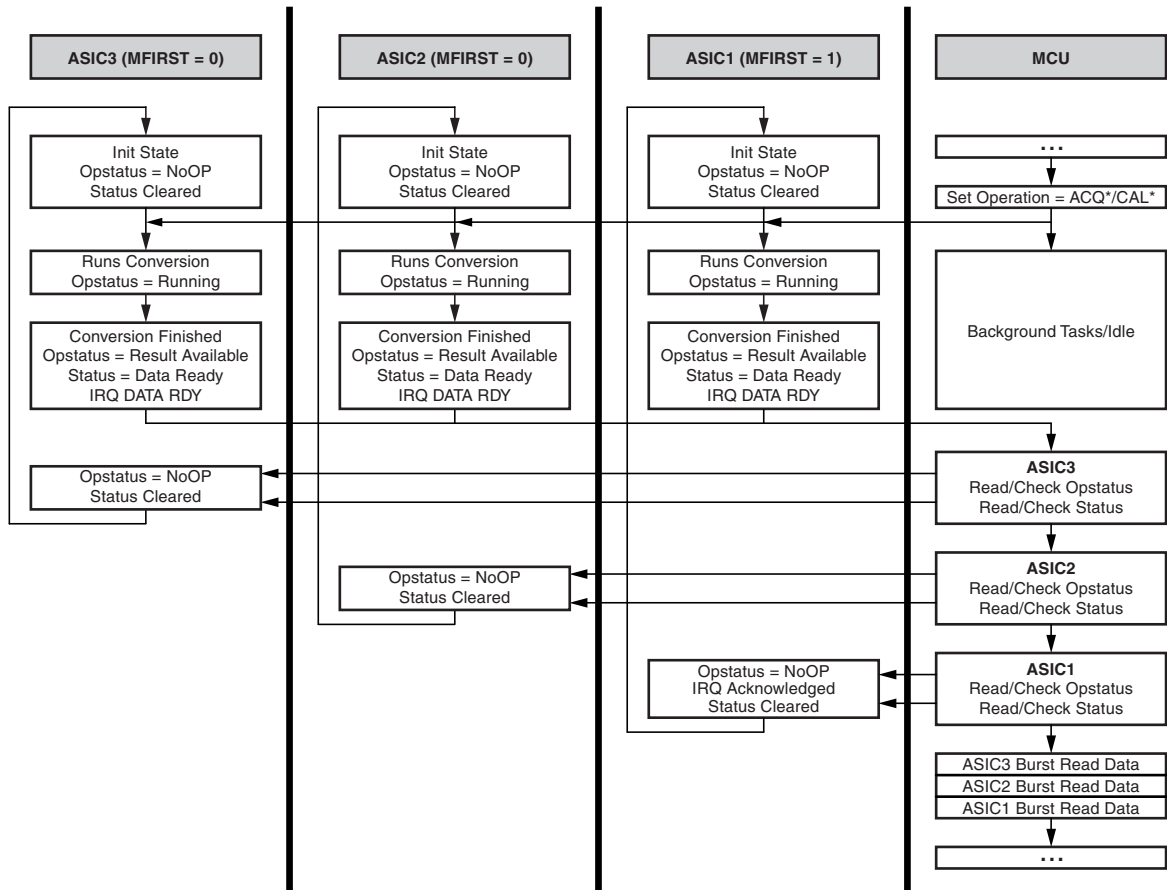 ASIC3 (MFIRST = 0)
ASIC2 (MFIRST = 0)
ASIC1 (MFIRST = 1)
MCU
Init State
Opstatus = NoOP
Status Cleared
Init State
Opstatus = NoOP
Status Cleared
Init State
Opstatus = NoOP
Status Cleared
...
Set Operation = ACQ*/CAL*
Runs Conversion
Opstatus = Running
Runs Conversion
Opstatus = Running
Runs Conversion
Opstatus = Running
Background Tasks/Idle
Conversion Finished
Opstatus = Result Available
Status = Data Ready
IRQ DATA RDY
Conversion Finished
Opstatus = Result Available
Status = Data Ready
IRQ DATA RDY
Conversion Finished
Opstatus = Result Available
Status = Data Ready
IRQ DATA RDY
Opstatus = NoOP
Status Cleared
ASIC3
Read/Check Opstatus
Read/Check Status
Opstatus = NoOP
Status Cleared
ASIC2
Read/Check Opstatus
Read/Check Status
Opstatus = NoOP
IRQ Acknowledged
Status Cleared
ASIC1
Read/Check Opstatus
Read/Check Status
ASIC3 Burst Read Data
ASIC2 Burst Read Data
ASIC1 Burst Read Data
...